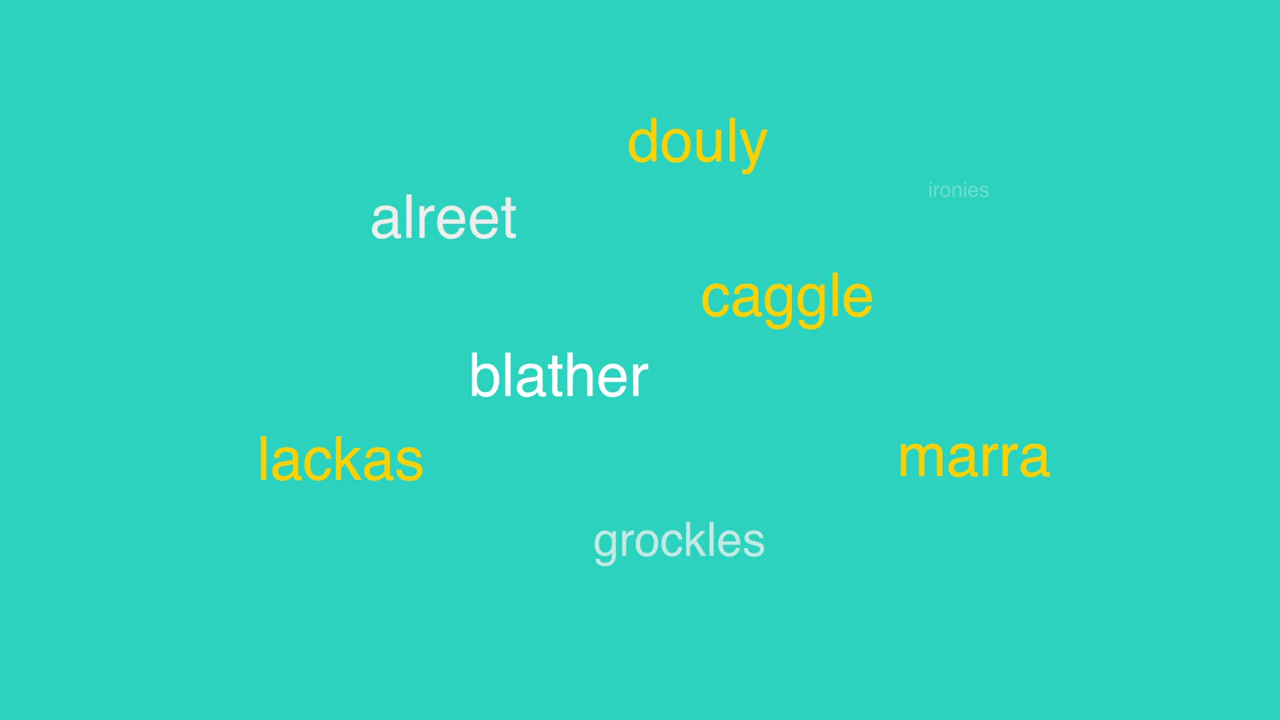 douly
ironies
alreet
caggle
blather
lackas
marra
grockles